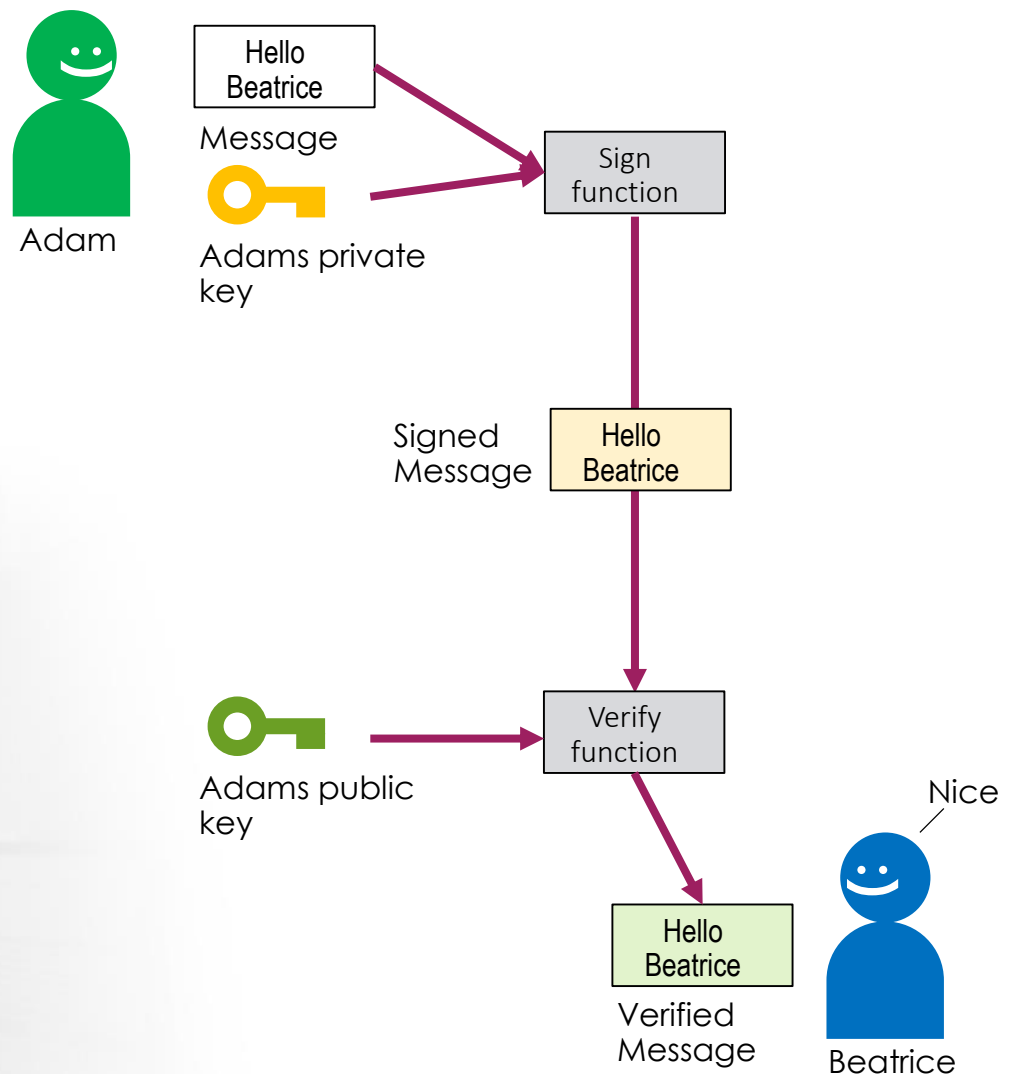 Hello
Beatrice
Message
Adam
Adams private
key
Sign
function
Signed
Message
Hello
Beatrice
Adams public
key
Verify
function
Nice
Hello
Beatrice
Verified
Message
Beatrice